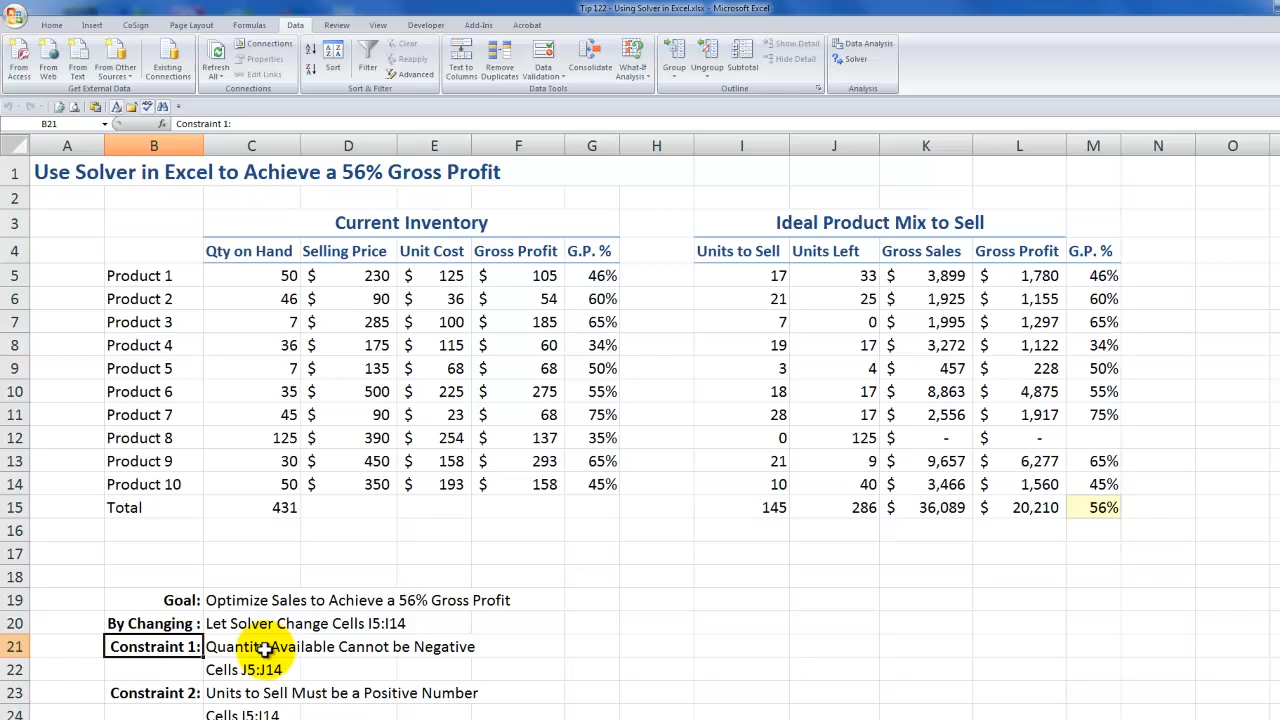 Tip 122 - Using Solver in Excel.xlsx - Microsoft Excel
Home Insert CoSign Page Layout Formulas Data Review View Developer Add-Ins Acrobat
From Access From Web From Text From Other Sources Existing Connections Refresh All Connections Properties Edit Links Sort Filter Clear Reapply Advanced Text to Columns Remove Duplicates Data Validation Consolidate What-If Analysis Group Ungroup Subtotal Show Detail Hide Detail Data Analysis Solver
Get External Data Connections Sort & Filter Data Tools Outline Analysis
B21 fx Constraint 1:
A B C D E F G H I J K L M N O
1 Use Solver in Excel to Achieve a 56% Gross Profit
2
3 Current Inventory Ideal Product Mix to Sell
4 Qty on Hand Selling Price Unit Cost Gross Profit G.P. % Units to Sell Units Left Gross Sales Gross Profit G.P. %
5 Product 1 50 $ 230 $ 125 $ 105 46% 17 33 $ 3,899 $ 1,780 46%
6 Product 2 46 $ 90 $ 36 $ 54 60% 21 25 $ 1,925 $ 1,155 60%
7 Product 3 7 $ 285 $ 100 $ 185 65% 7 0 $ 1,995 $ 1,297 65%
8 Product 4 36 $ 175 $ 115 $ 60 34% 19 17 $ 3,272 $ 1,122 34%
9 Product 5 7 $ 135 $ 68 $ 68 50% 3 4 $ 457 $ 228 50%
10 Product 6 35 $ 500 $ 225 $ 275 55% 18 17 $ 8,863 $ 4,875 55%
11 Product 7 45 $ 90 $ 23 $ 68 75% 28 17 $ 2,556 $ 1,917 75%
12 Product 8 125 $ 390 $ 254 $ 137 35% 0 125 $ - $ -
13 Product 9 30 $ 450 $ 158 $ 293 65% 21 9 $ 9,657 $ 6,277 65%
14 Product 10 50 $ 350 $ 193 $ 158 45% 10 40 $ 3,466 $ 1,560 45%
15 Total 431 145 286 $ 36,089 $ 20,210 56%
16
17
18
19 Goal: Optimize Sales to Achieve a 56% Gross Profit
20 By Changing : Let Solver Change Cells I5:I14
21 Constraint 1: Quantity Available Cannot be Negative
22 Cells J5:J14
23 Constraint 2: Units to Sell Must be a Positive Number
24 Cells I5:I14